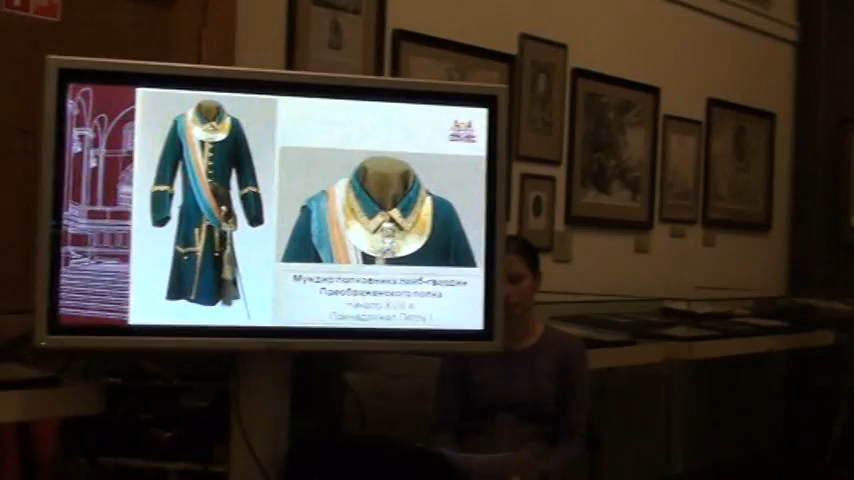 Мундир полковника лейб-гвардии
Преображенского полка
Начало XVIII в.
Принадлежал Петру I